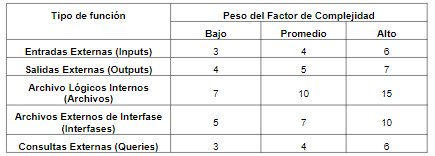 Tipo de función
Peso del Factor de Complejidad
Bajo Promedio Alto
Entradas Externas (Inputs) 3 4 6
Salidas Externas (Outputs) 4 5 7
Archivo Lógicos Internos
(Archivos) 7 10 15
Archivos Externos de Interfase
(Interfases) 5 7 10
Consultas Externas (Queries) 3 4 6